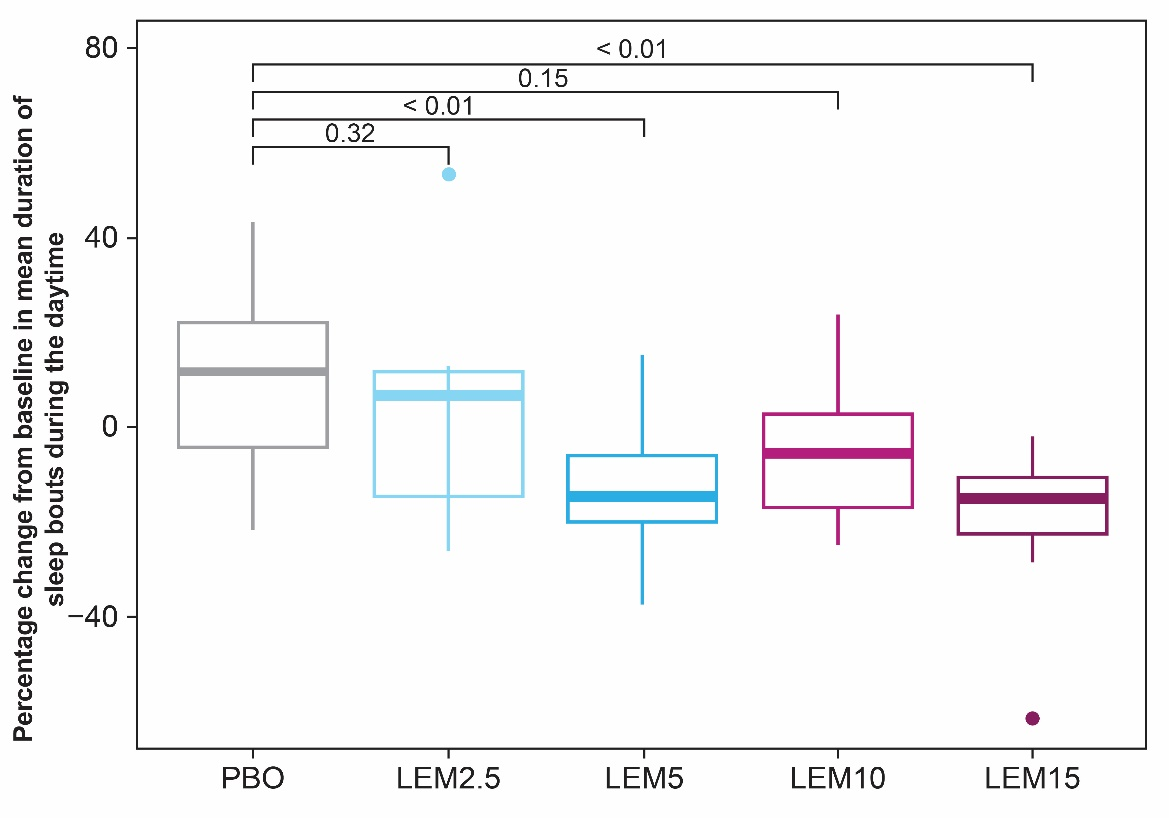 Percentage change from baseline in mean duration of
sleep bouts during the daytime
80
40
0
−40
< 0.01
0.15
< 0.01
0.32
PBO
LEM2.5
LEM5
LEM10
LEM15